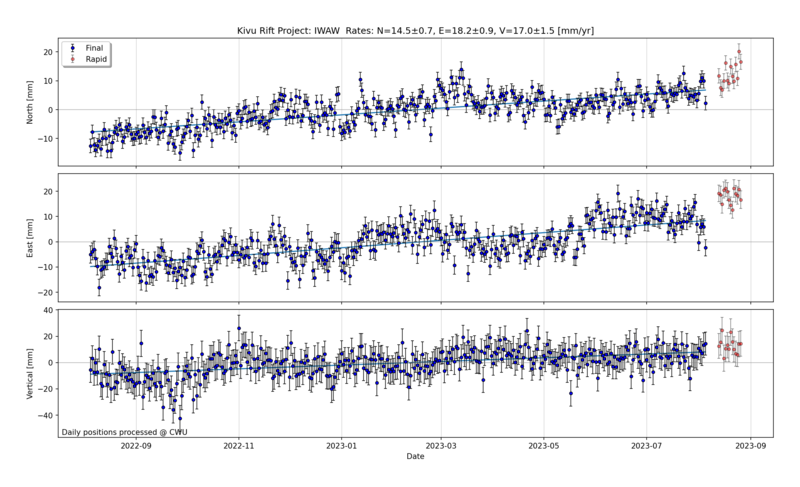 Kivu Rift Project: IWAW Rates: N=14.5±0.7, E=18.2±0.9, V=17.0±1.5 [mm/yr]
Final
Rapid
North [mm]
20
10
0
−10
East [mm]
20
10
0
−10
−20
Vertical [mm]
40
20
0
−20
−40
Daily positions processed @ CWU
2022-09
2022-11
2023-01
2023-03
2023-05
2023-07
2023-09
Date